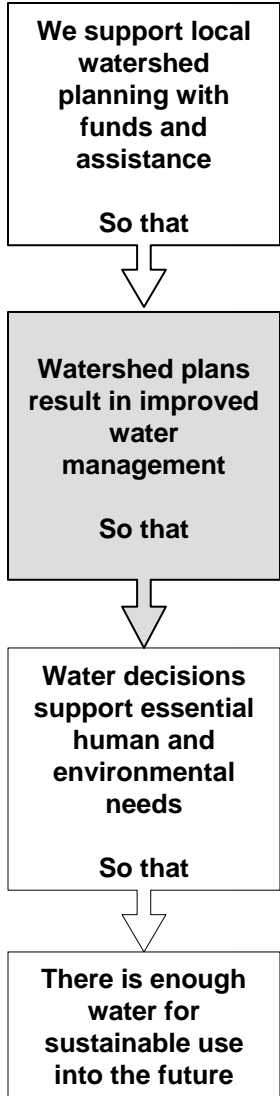 We support local
watershed
planning with
funds and
assistance
So that
Watershed plans
result in improved
water
management
So that
Water decisions
support essential
human and
environmental
needs
So that
There is enough
water for
sustainable use
into the future